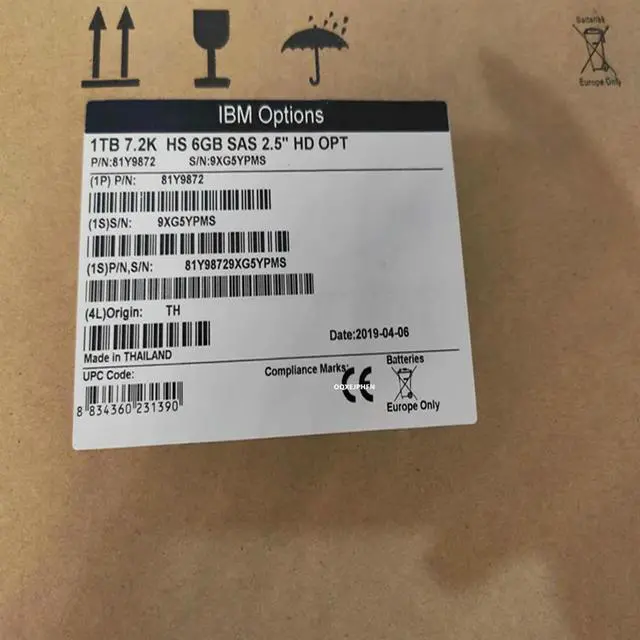 Batteries
Europe Only
IBM Options
1TB 7.2K HS 6GB SAS 2.5" HD OPT
P/N:81Y9872 S/N:9XG5YPMS
(1P) P/N: 81Y9872
(1S)S/N: 9XG5YPMS
(1S)P/N,S/N: 81Y98729XG5YPMS
(4L)Origin: TH
Date:2019-04-06
Made in THAILAND
UPC Code:
Compliance Marks:
CE
Batteries
OQXEJPHEN
Europe Only
8 834360 231390